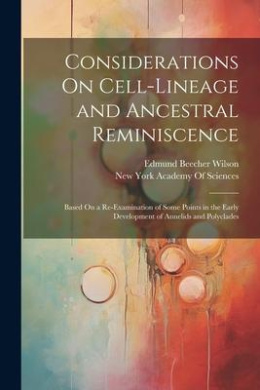 Considerations
On Cell-Lineage
and Ancestral
Reminiscence
Edmund Beecher Wilson
New York Academy Of Sciences
Based On a Re-Examination of Some Points in the Early
Development of Annelids and Polyclades